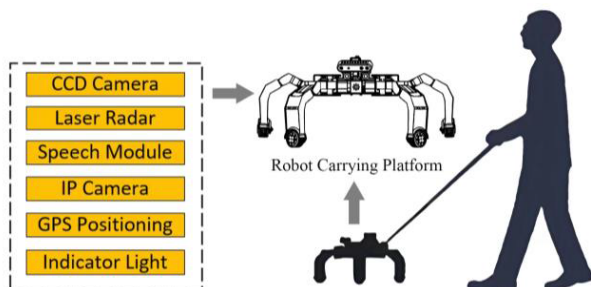 CCD Camera
Laser Radar
Speech Module
IP Camera
GPS Positioning
Indicator Light
Robot Carrying Platform